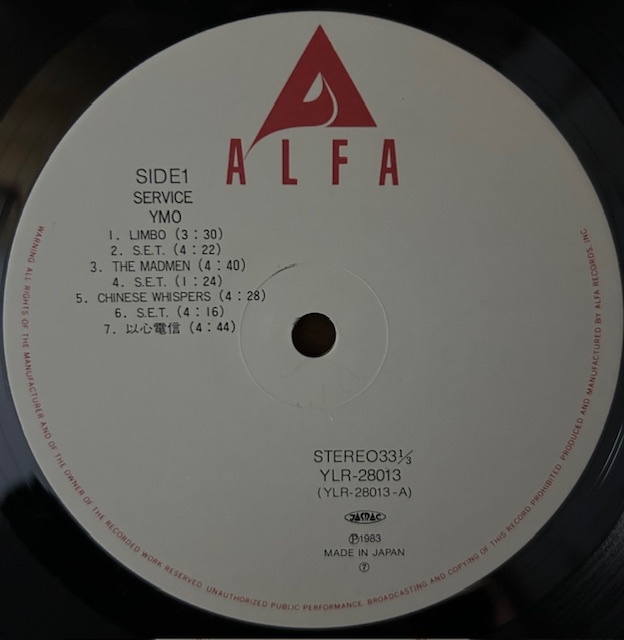 ALFA
SIDE1
SERVICE
YMO
1. LIMBO (3:30)
2. S.E.T. (4:22)
3. THE MADMEN (4:40)
4. S.E.T. (1:24)
5. CHINESE WHISPERS (4:28)
6. S.E.T. (4:16)
7. 以心電信 (4:44)
STEREO33⅓
YLR-28013
(YLR-28013-A)
JASRAC
Ⓟ1983
MADE IN JAPAN
⑦
WARNING ALL RIGHTS OF THE MANUFACTURER AND OF THE OWNER OF THE RECORDED WORK RESERVED. UNAUTHORIZED PUBLIC PERFORMANCE. BROADCASTING AND COPYING OF THIS RECORD PROHIBITED. PRODUCED AND MANUFACTURED BY ALFA RECORDS, INC.